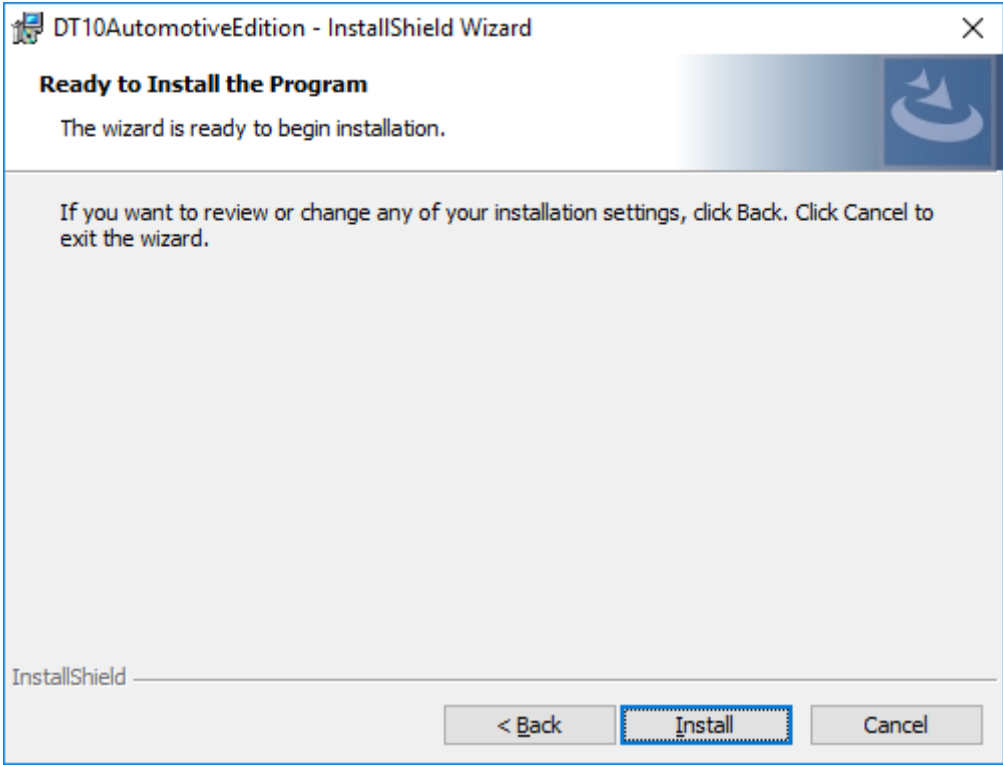 DT10AutomotiveEdition - InstallShield Wizard
Ready to Install the Program
The wizard is ready to begin installation.
If you want to review or change any of your installation settings, click Back. Click Cancel to
exit the wizard.
InstallShield
< Back
Install
Cancel